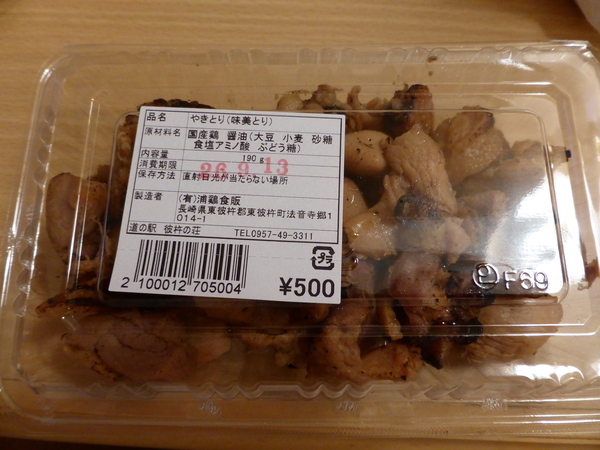 品名 やきとり(味美とり)
原材料名 国産鶏 醤油(大豆 小麦 砂糖
食塩アミノ酸 ぶどう糖)
内容量 190g
消費期限 26.9.13
保存方法 直射日光が当たらない場所
製造者 (有)浦鶏食販
長崎県東彼杵郡東彼杵町法音寺郷1
014-1
道の駅 彼杵の荘 TEL0957-49-3311
プラ
2 100012 705004
¥500
e F69